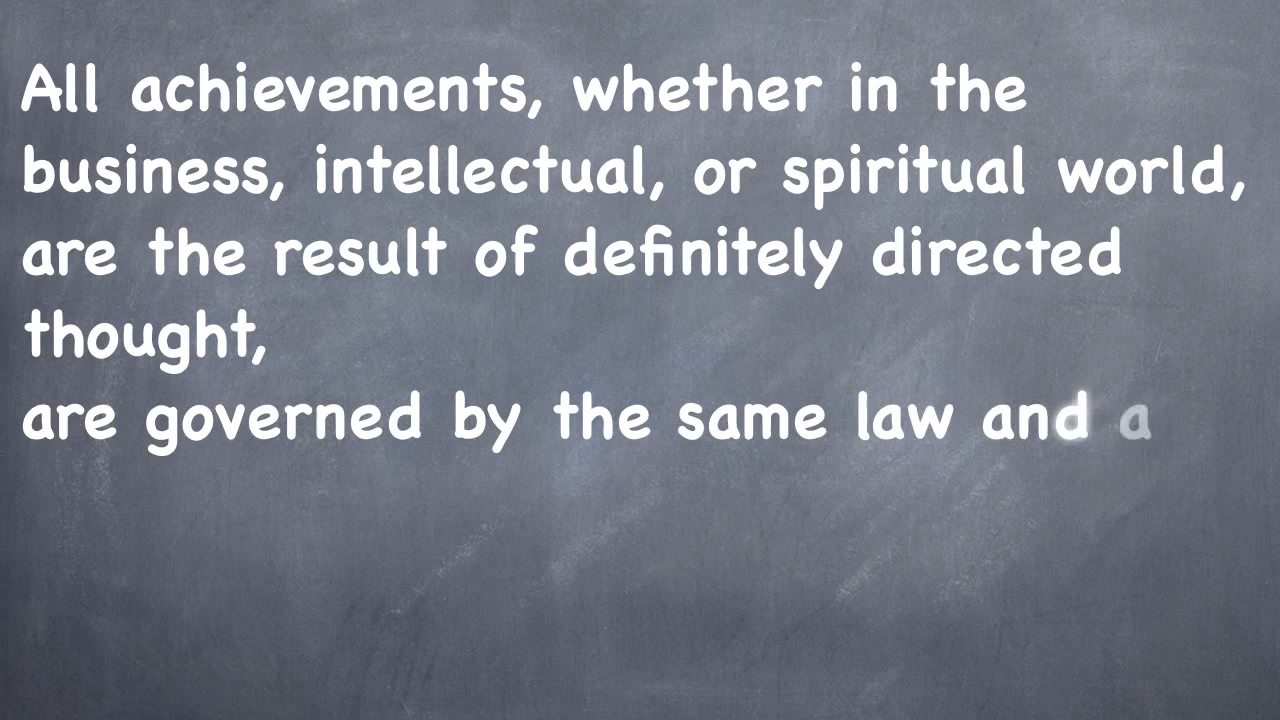 All achievements, whether in the
business, intellectual, or spiritual world,
are the result of definitely directed
thought,
are governed by the same law and a